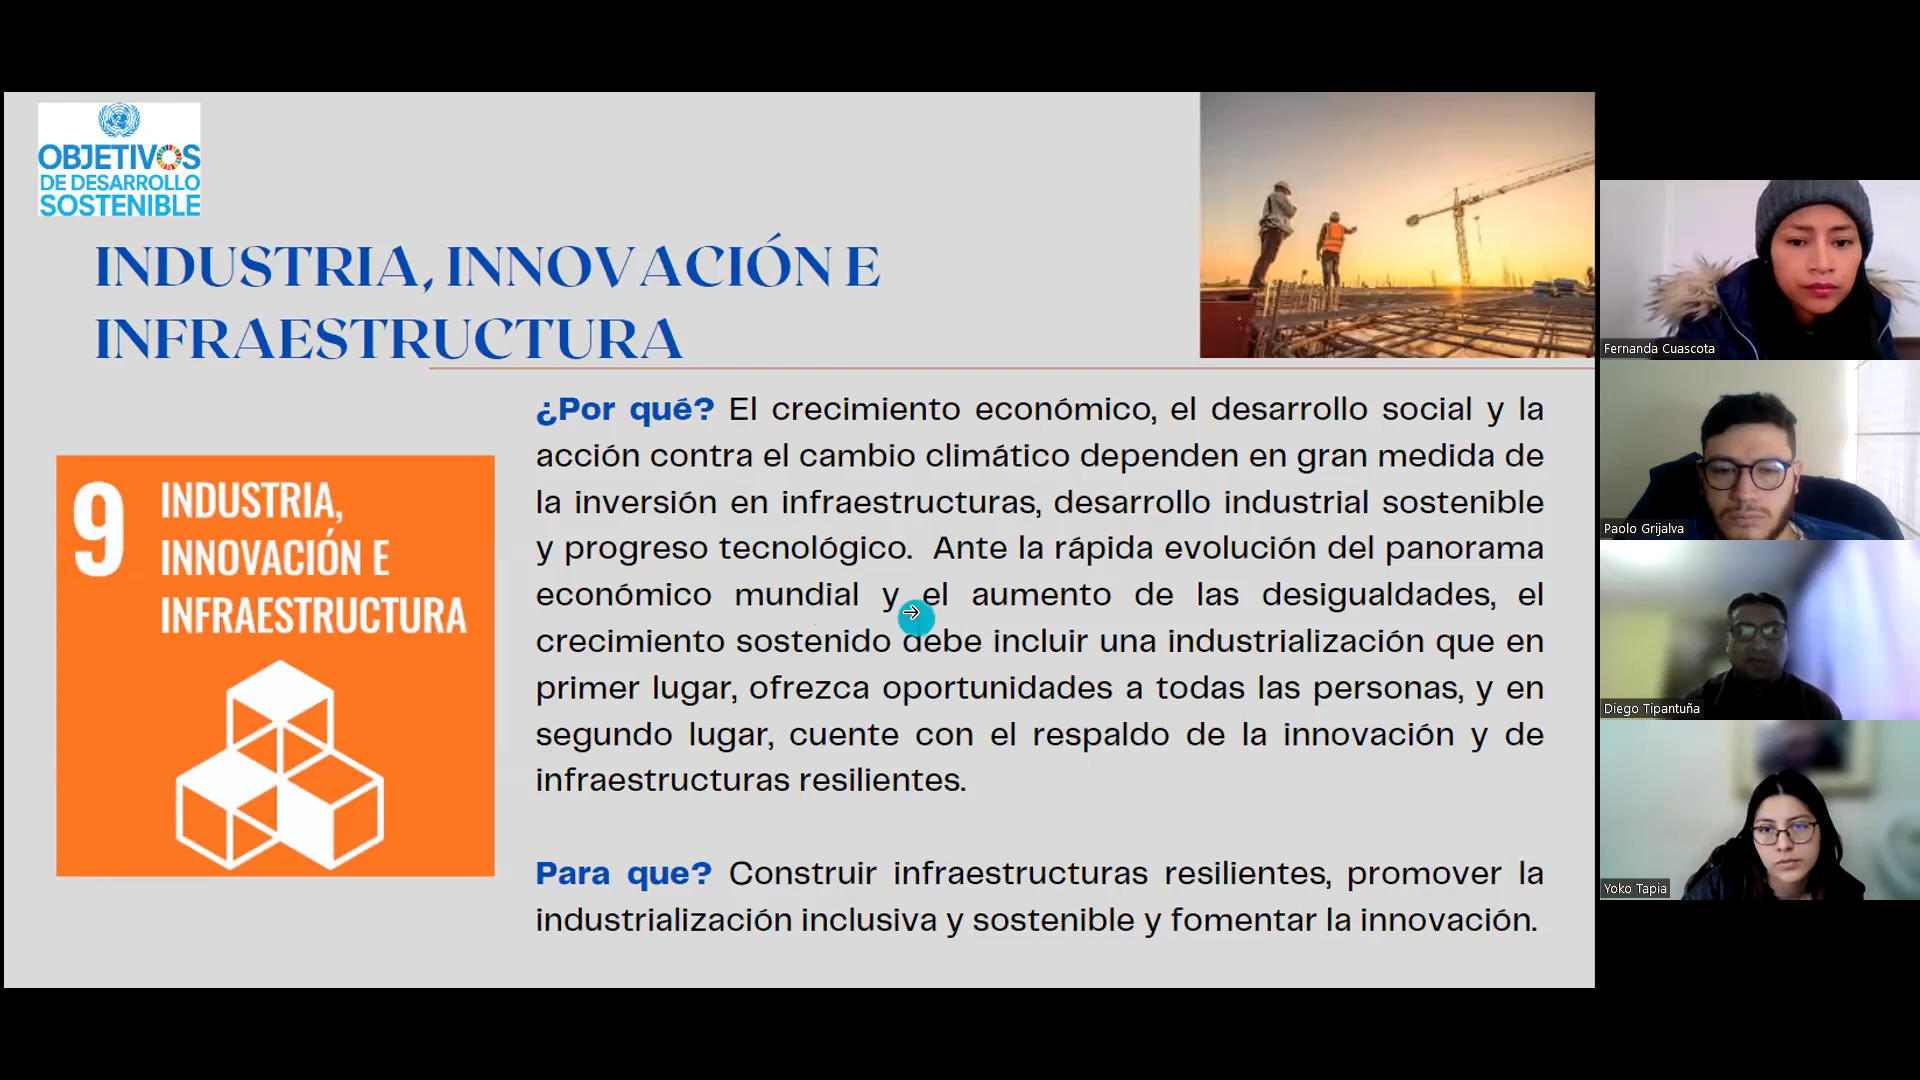 OBJETIVOS
DE DESARROLLO
SOSTENIBLE
INDUSTRIA, INNOVACIÓN E
INFRAESTRUCTURA
9
INDUSTRIA,
INNOVACIÓN E
INFRAESTRUCTURA
¿Por qué? El crecimiento económico, el desarrollo social y la
acción contra el cambio climático dependen en gran medida de
la inversión en infraestructuras, desarrollo industrial sostenible
y progreso tecnológico. Ante la rápida evolución del panorama
económico mundial y el aumento de las desigualdades, el
crecimiento sostenido debe incluir una industrialización que en
primer lugar, ofrezca oportunidades a todas las personas, y en
segundo lugar, cuente con el respaldo de la innovación y de
infraestructuras resilientes.
Para que? Construir infraestructuras resilientes, promover la
industrialización inclusiva y sostenible y fomentar la innovación.
Fernanda Cuascota
Paolo Grijalva
Diego Tipantuña
Yoko Tapia